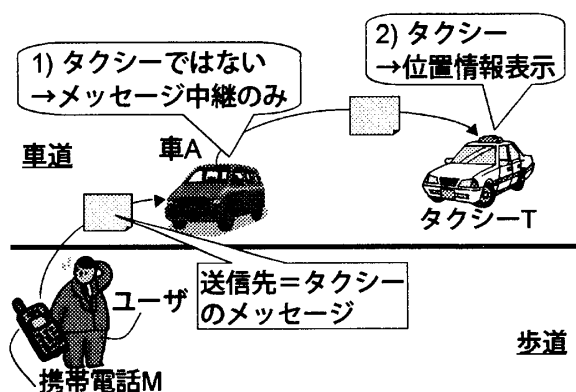 1) タクシーではない
→メッセージ中継のみ
2) タクシー
→位置情報表示
車道
車A
タクシーT
送信先＝タクシー
のメッセージ
ユーザ
歩道
携帯電話M